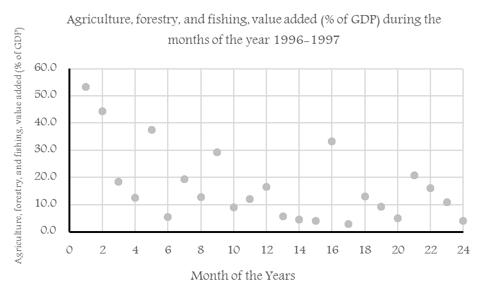 Agriculture, forestry, and fishing, value added (% of GDP) during the
months of the year 1996-1997
Agriculture, forestry, and fishing, value added (% of GDP)
60.0
50.0
40.0
30.0
20.0
10.0
0.0
0 2 4 6 8 10 12 14 16 18 20 22 24
Month of the Years